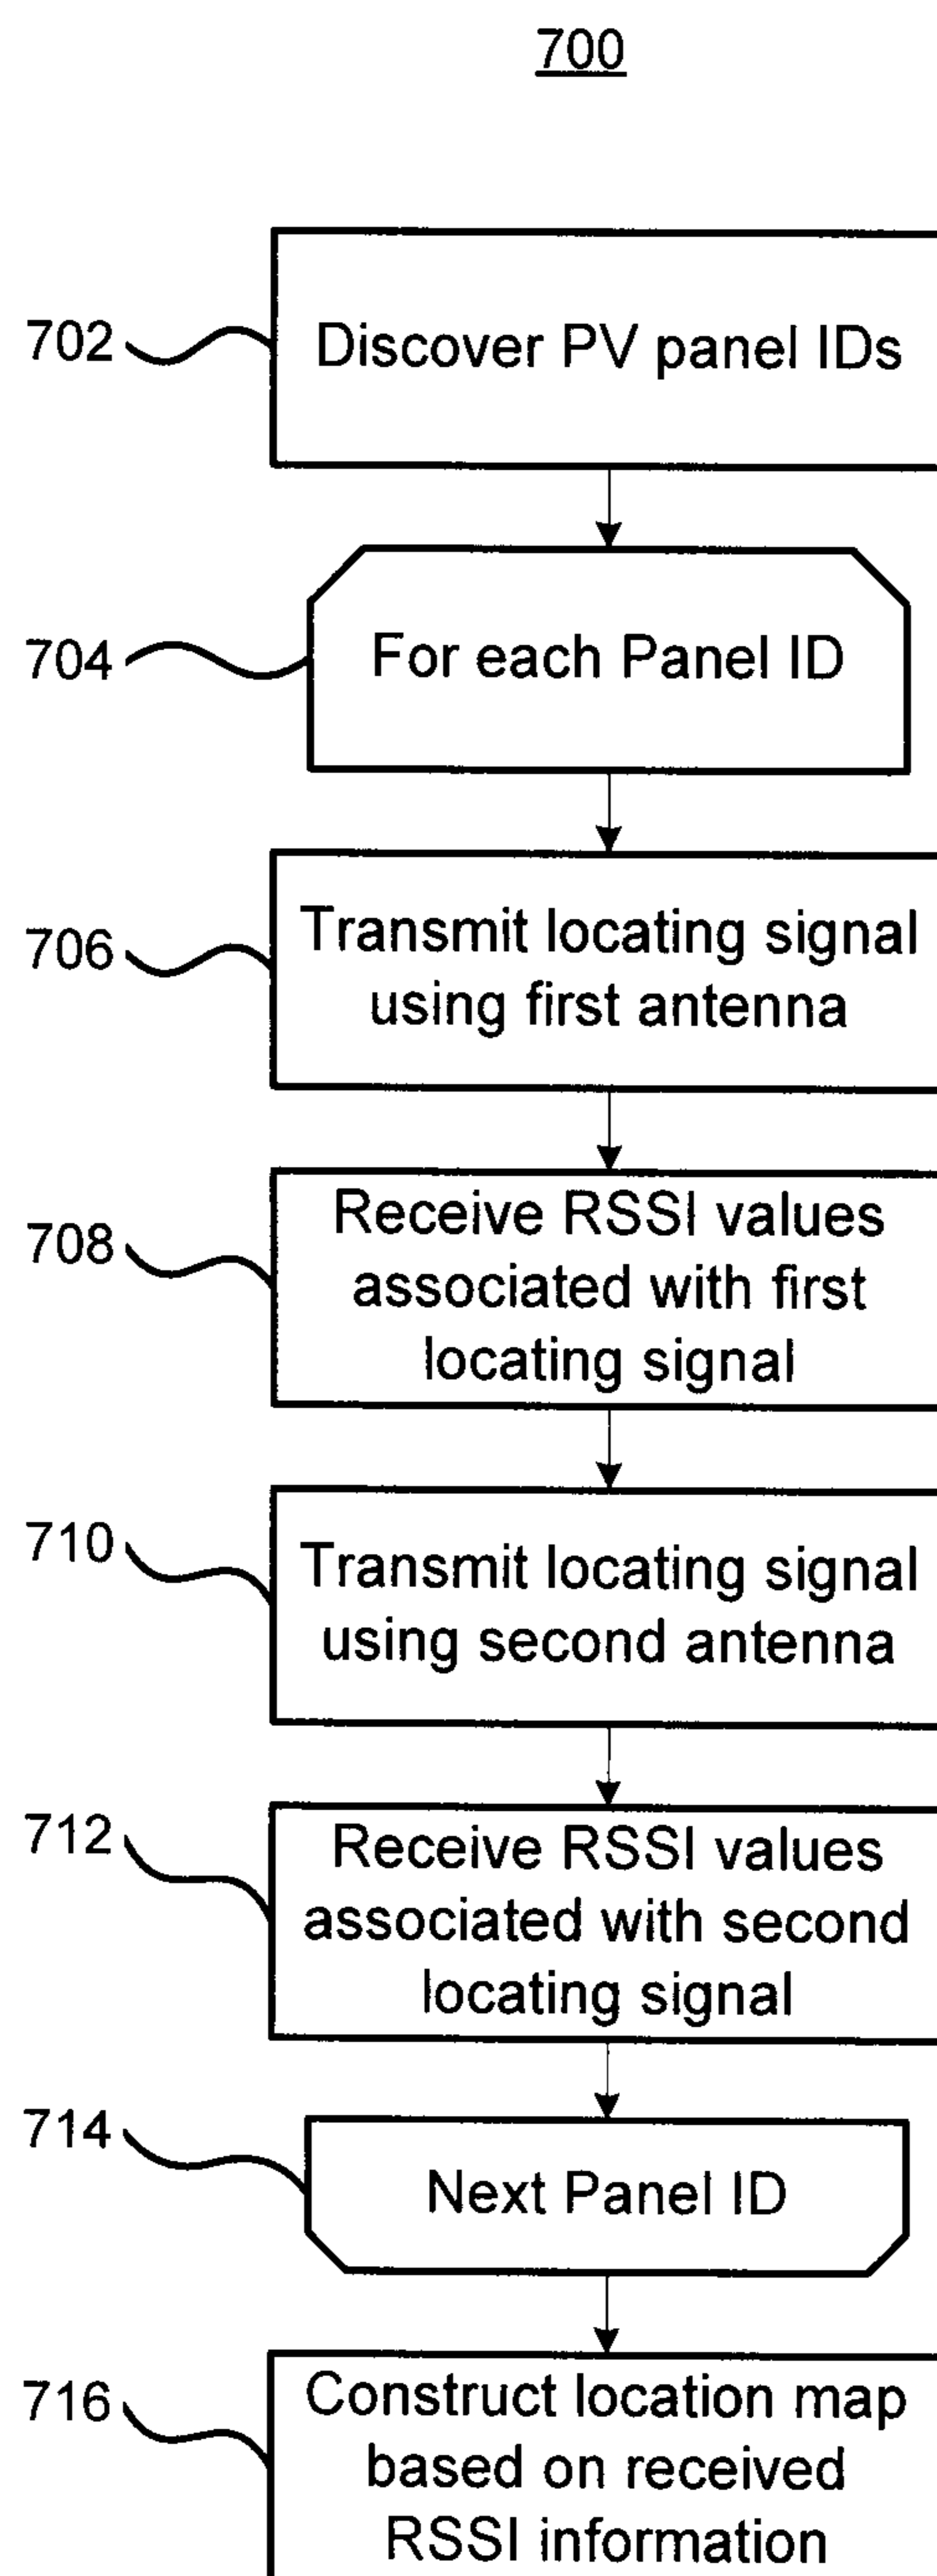 700
702
Discover PV panel IDs
704
For each Panel ID
706
Transmit locating signal
using first antenna
708
Receive RSSI values
associated with first
locating signal
710
Transmit locating signal
using second antenna
712
Receive RSSI values
associated with second
locating signal
714
Next Panel ID
716
Construct location map
based on received
RSSI information